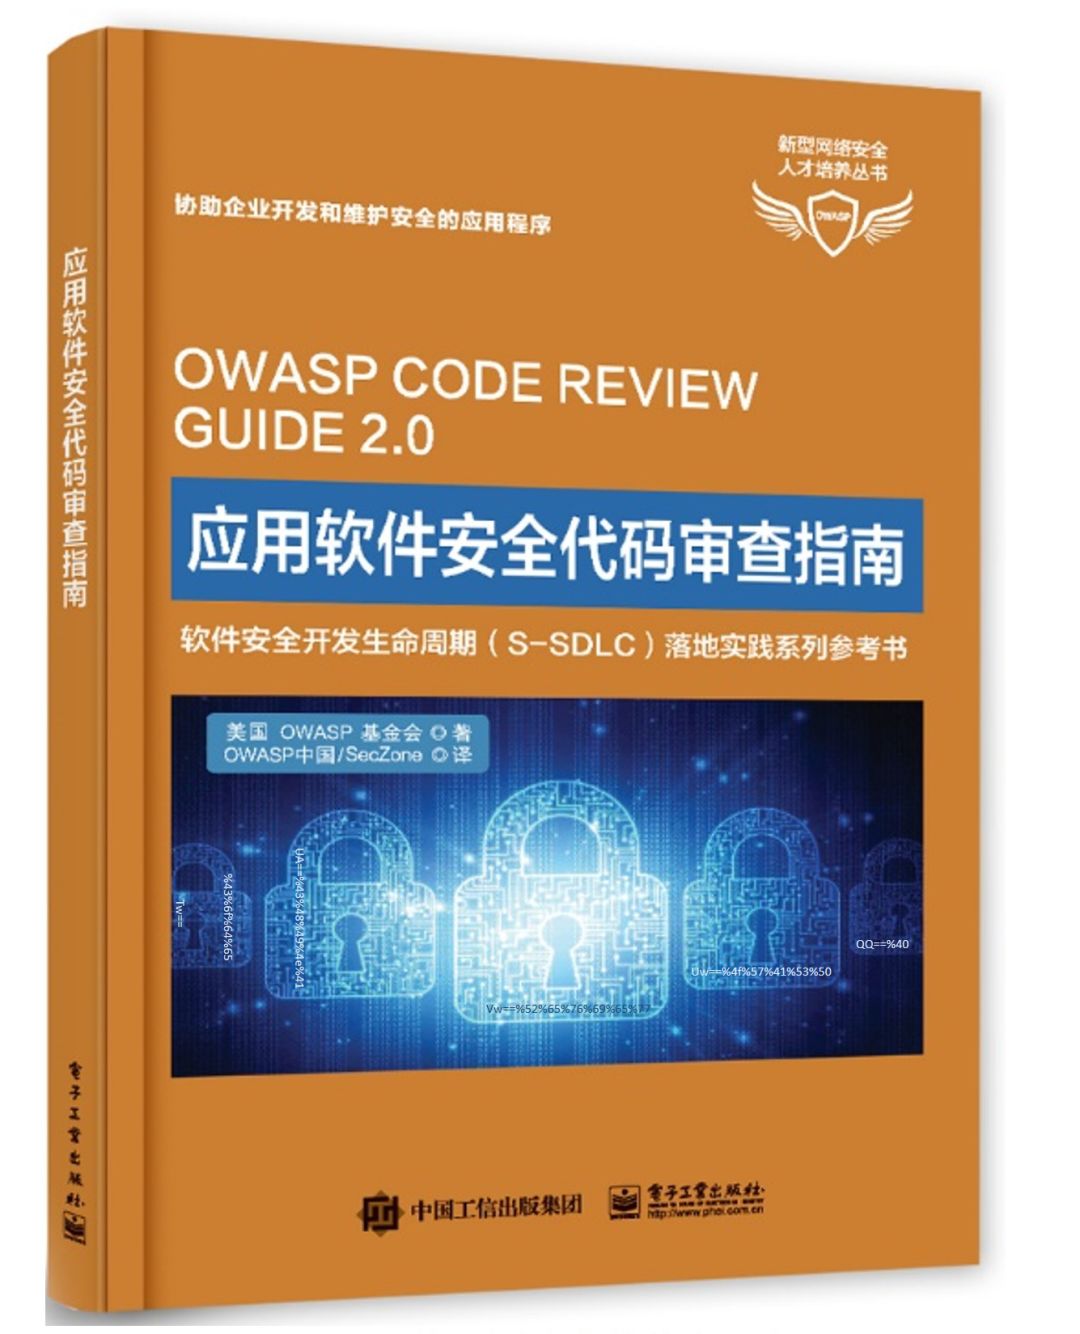 新型网络安全
人才培养丛书
OWASP
协助企业开发和维护安全的应用程序
OWASP CODE REVIEW
GUIDE 2.0
应用软件安全代码审查指南
软件安全开发生命周期（S-SDLC）落地实践系列参考书
美国 OWASP 基金会 ◎ 著
OWASP中国/SecZone ◎ 译
Tw==
%43%6f%64%65
UA==%43%48%49%4e%41
Vw==%52%65%76%69%65%77
Uw==%4f%57%41%53%50
QQ==%40
中国工信出版集团
电子工业出版社·
http://www.phei.com.cn
应用软件安全代码审查指南
電子工業出版社·